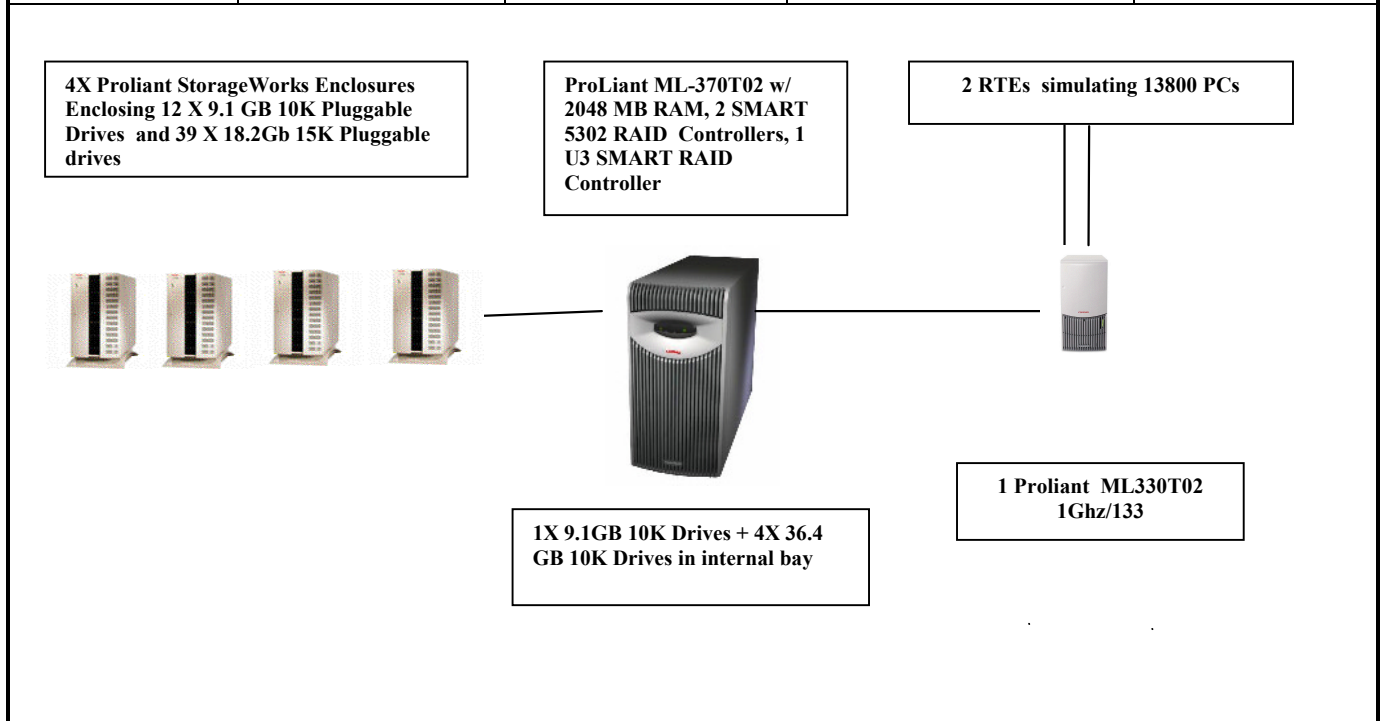 4X Proliant StorageWorks Enclosures
Enclosing 12 X 9.1 GB 10K Pluggable
Drives and 39 X 18.2Gb 15K Pluggable
drives
ProLiant ML-370T02 w/
2048 MB RAM, 2 SMART
5302 RAID Controllers, 1
U3 SMART RAID
Controller
2 RTEs simulating 13800 PCs
1X 9.1GB 10K Drives + 4X 36.4
GB 10K Drives in internal bay
1 Proliant ML330T02
1Ghz/133